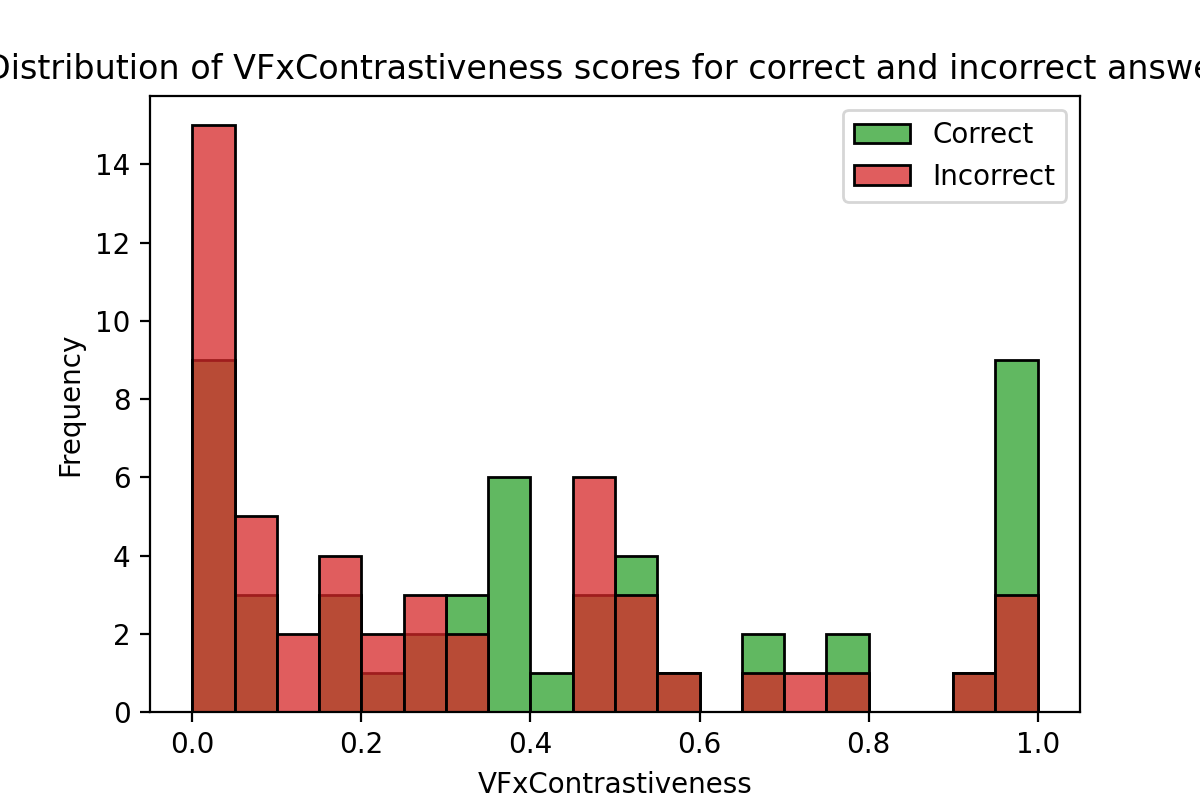 Distribution of VFxContrastiveness scores for correct and incorrect
Correct
Incorrect
14
12
10
8
6
4
2
0
Frequency
0.0 0.2 0.4 0.6 0.8 1.0
VFxContrastiveness